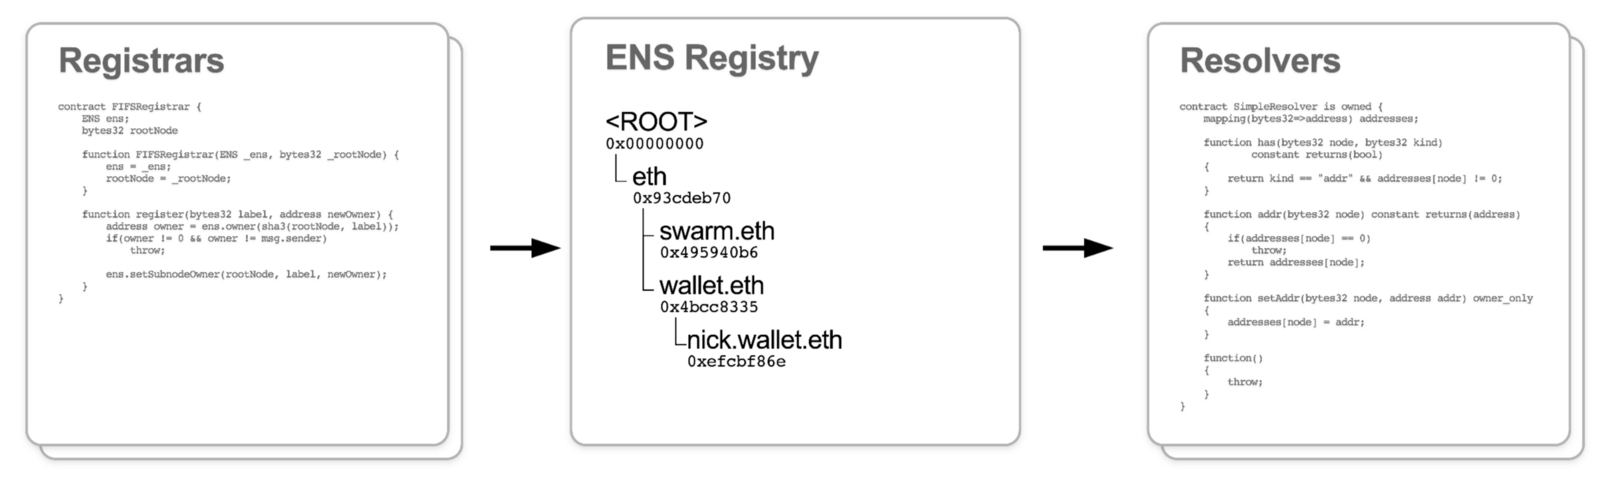 Registrars
contract FIFSRegistrar {
ENS ens;
bytes32 rootNode
function FIFSRegistrar(ENS _ens, bytes32 _rootNode) {
ens = _ens;
rootNode = _rootNode;
}
function register(bytes32 label, address newOwner) {
address owner = ens.owner(sha3(rootNode, label));
if(owner != 0 && owner != msg.sender)
throw;
ens.setSubnodeOwner(rootNode, label, newOwner);
}
}
ENS Registry
<ROOT>
0x00000000
eth
0x93cdeb70
swarm.eth
0x495940b6
wallet.eth
0x4bcc8335
nick.wallet.eth
0xefcbf86e
Resolvers
contract SimpleResolver is owned {
mapping(bytes32=>address) addresses;
function has(bytes32 node, bytes32 kind)
constant returns(bool)
{
return kind == "addr" && addresses[node] != 0;
}
function addr(bytes32 node) constant returns(address)
{
if(addresses[node] == 0)
throw;
return addresses[node];
}
function setAddr(bytes32 node, address addr) owner_only
{
addresses[node] = addr;
}
function()
{
throw;
}
}